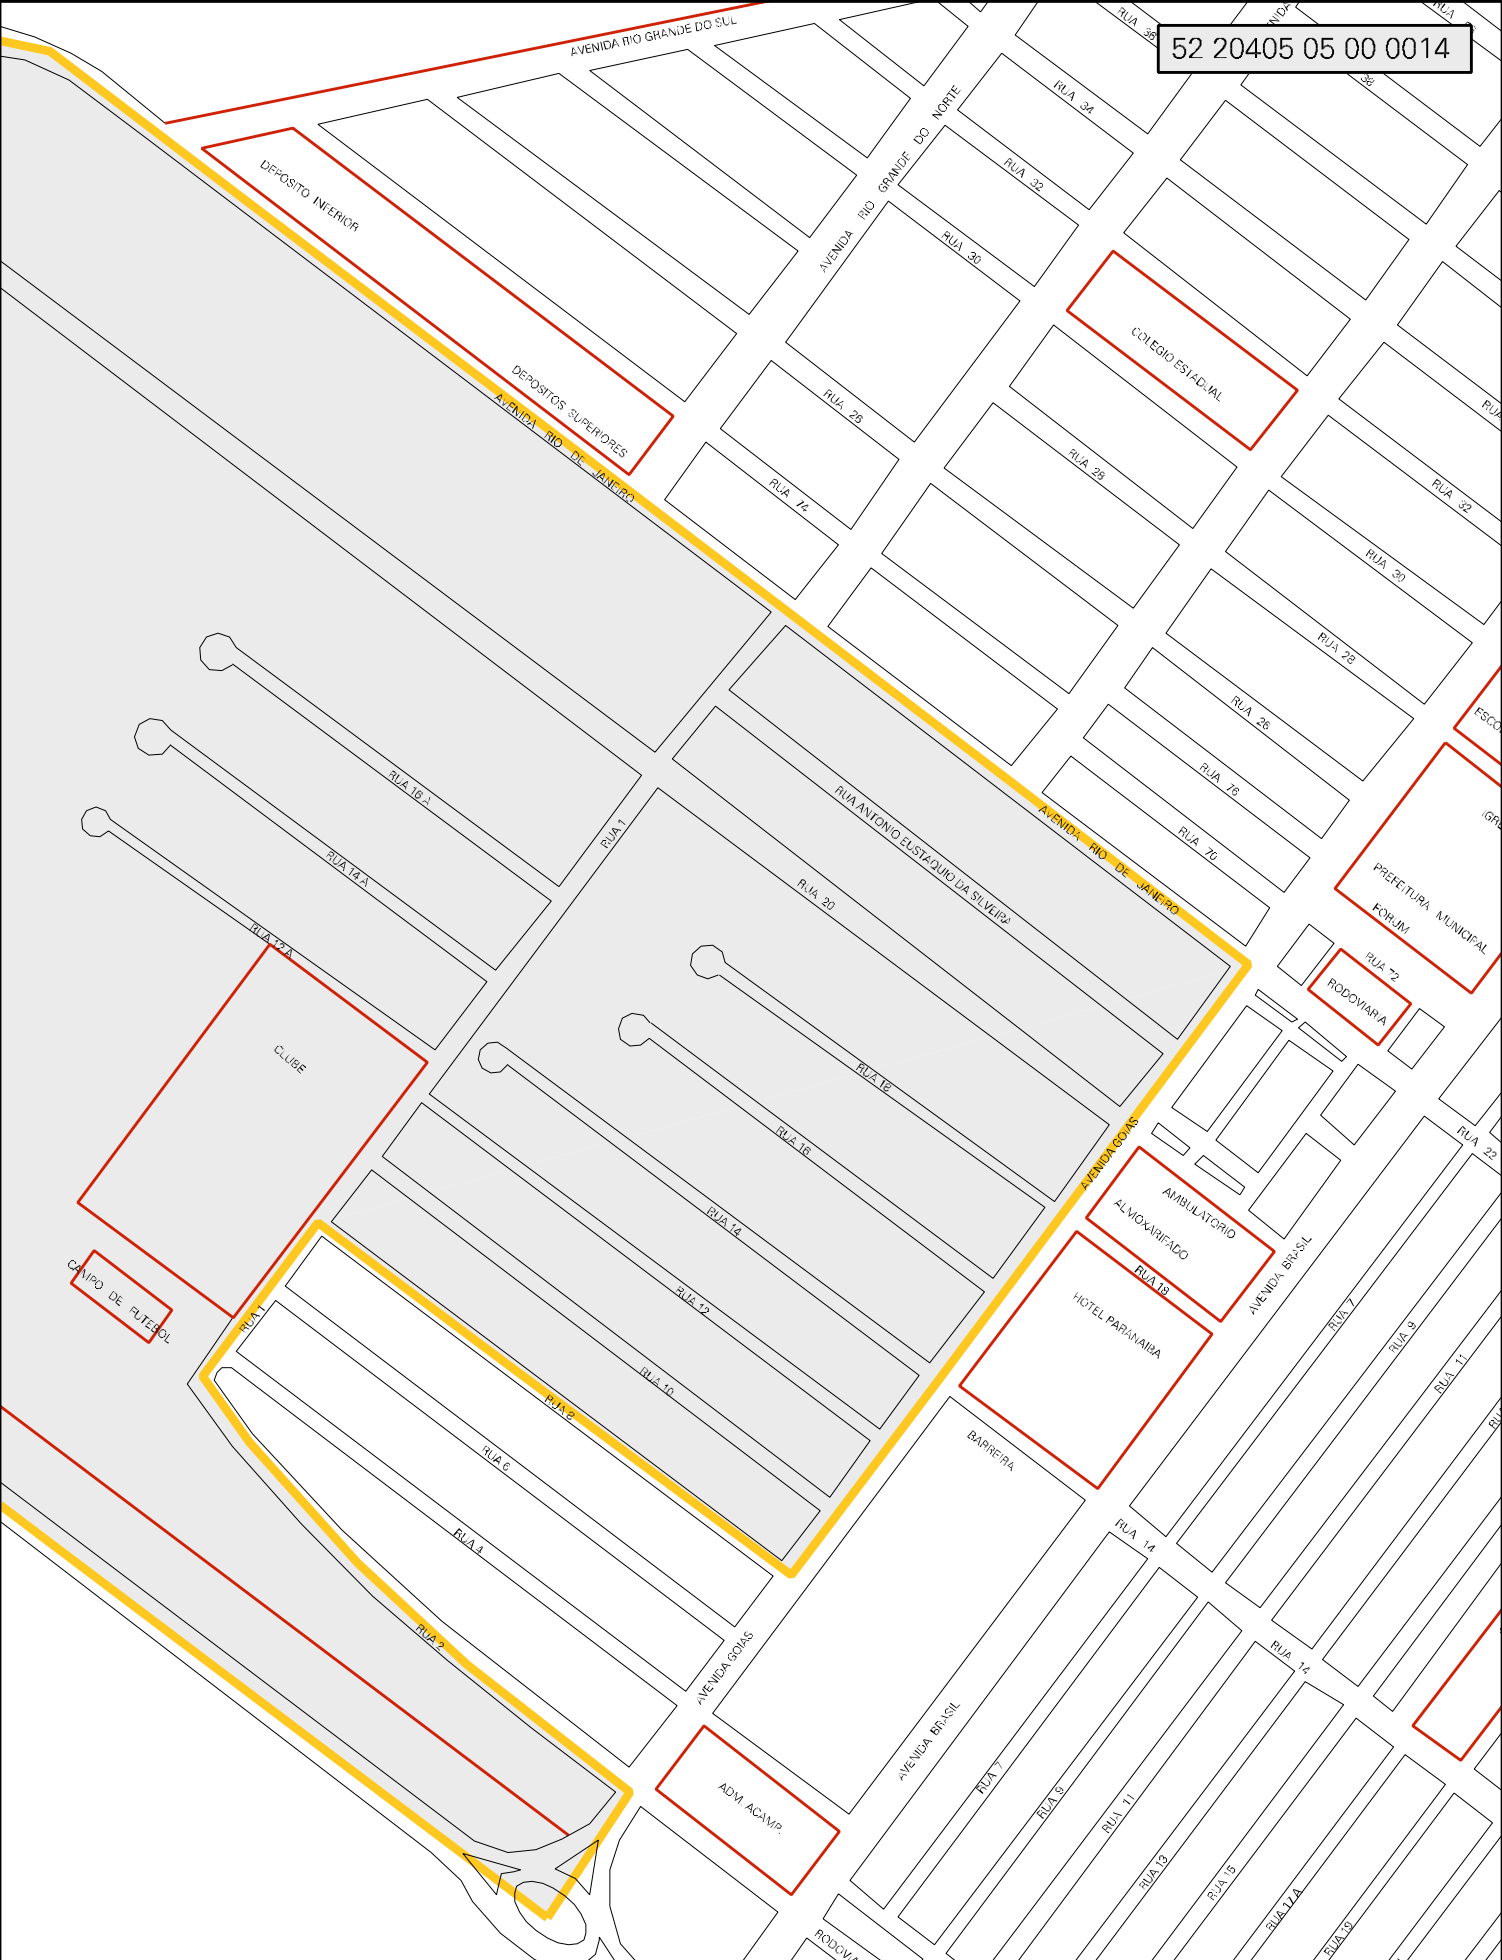 AVENIDA RIO GRANDE DO SUL
RUA 36
52 20405 05 00 0014
38
RUA 34
AVENIDA RIO GRANDE DO NORTE
RUA 32
DEPOSITO INFERIOR
RUA 30
COLEGIO ESTADUAL
DEPOSITOS SUPERIORES
AVENIDA RIO DE JANEIRO
RUA 26
RUA 74
RUA 28
RUA 32
RUA 30
RUA 28
RUA 26
RUA 76
RUA 70
RUA 16 A
RUA 14 A
RUA 12 A
RUA 1
RUA ANTONIO EUSTAQUIO DA SILVEIRA
AVENIDA RIO DE JANEIRO
RUA 20
PREFEITURA MUNICIPAL
FORUM
RUA 72
RODOVIARIA
CLUBE
RUA 18
RUA 16
AVENIDA GOIAS
RUA 22
AMBULATORIO
ALMOXARIFADO
RUA 14
RUA 18
AVENIDA BRASIL
CAMPO DE FUTEBOL
RUA 1
RUA 12
HOTEL PARANAIBA
RUA 7
RUA 9
RUA 11
RUA 10
RUA 8
RUA 6
BARREIRA
RUA 4
RUA 14
RUA 2
AVENIDA GOIAS
RUA 14
AVENIDA BRASIL
ADM. ACAMP.
RUA 7
RUA 9
RUA 11
RUA 13
RUA 15
RUA 17 A
RUA 19